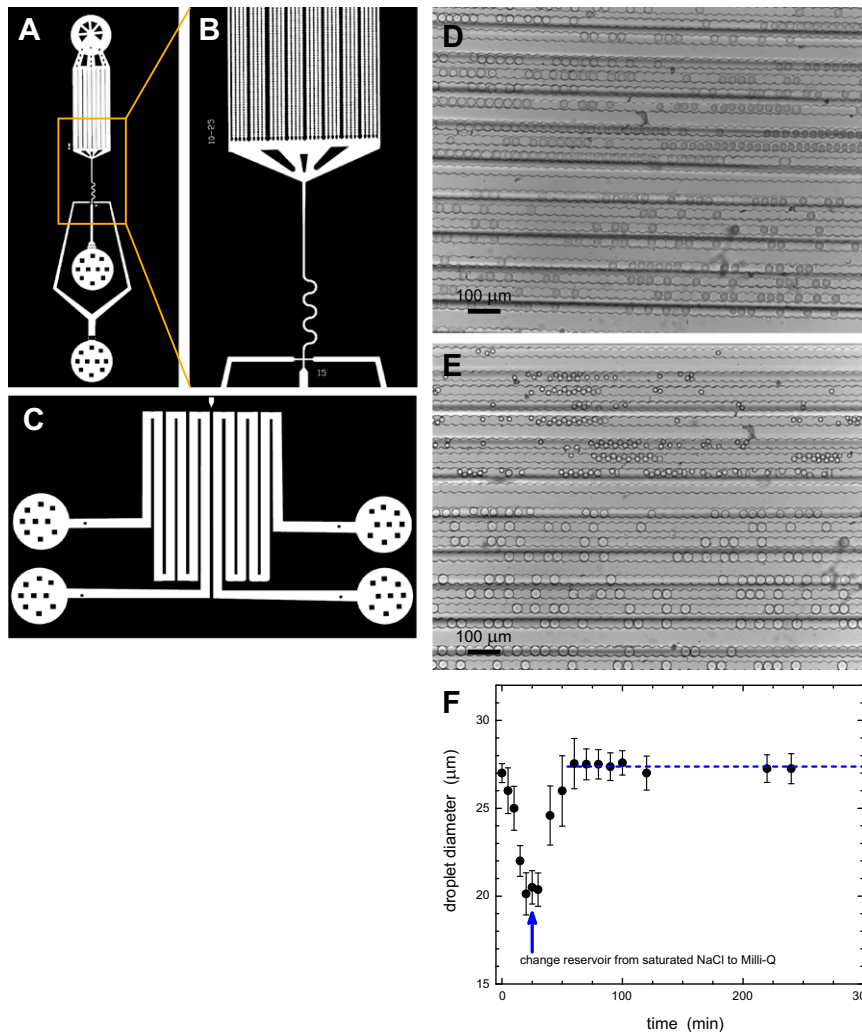 A
B
10-25
15
C
D
100 μm
E
100 μm
F
droplet diameter (μm)
30
25
20
15
change reservoir from saturated NaCl to Milli-Q
0
100
200
30
time (min)